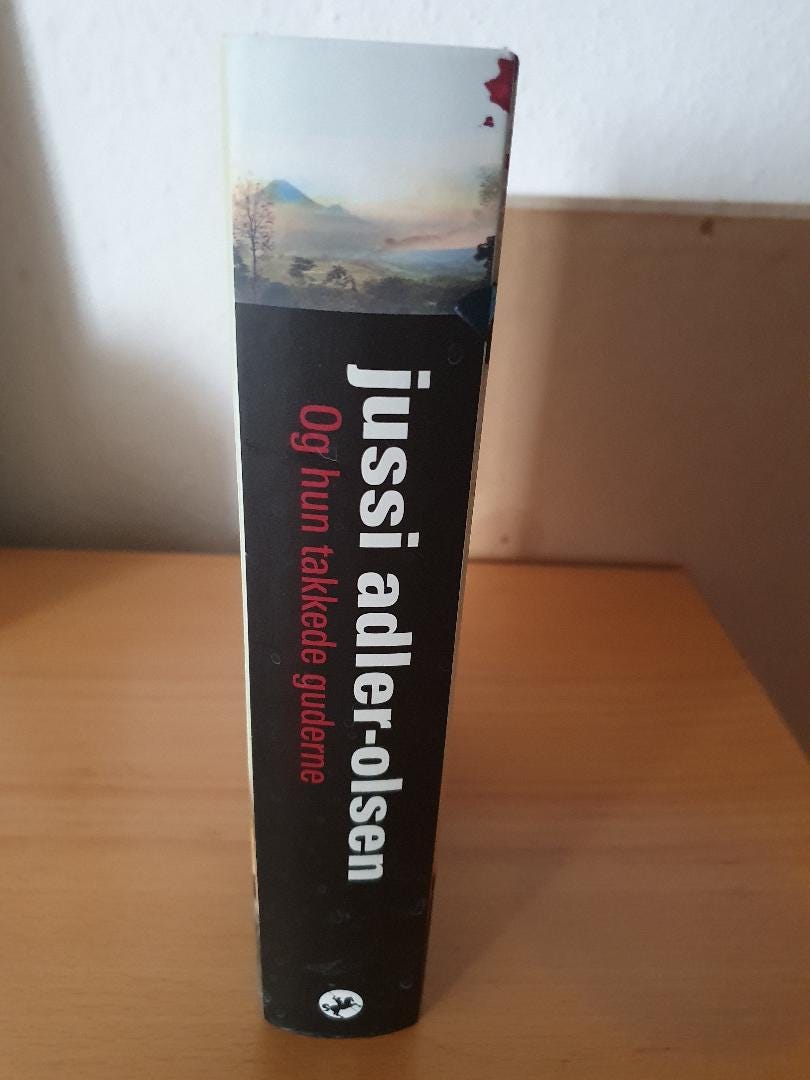 jussi adler-olsen
Og hun takkede guderne